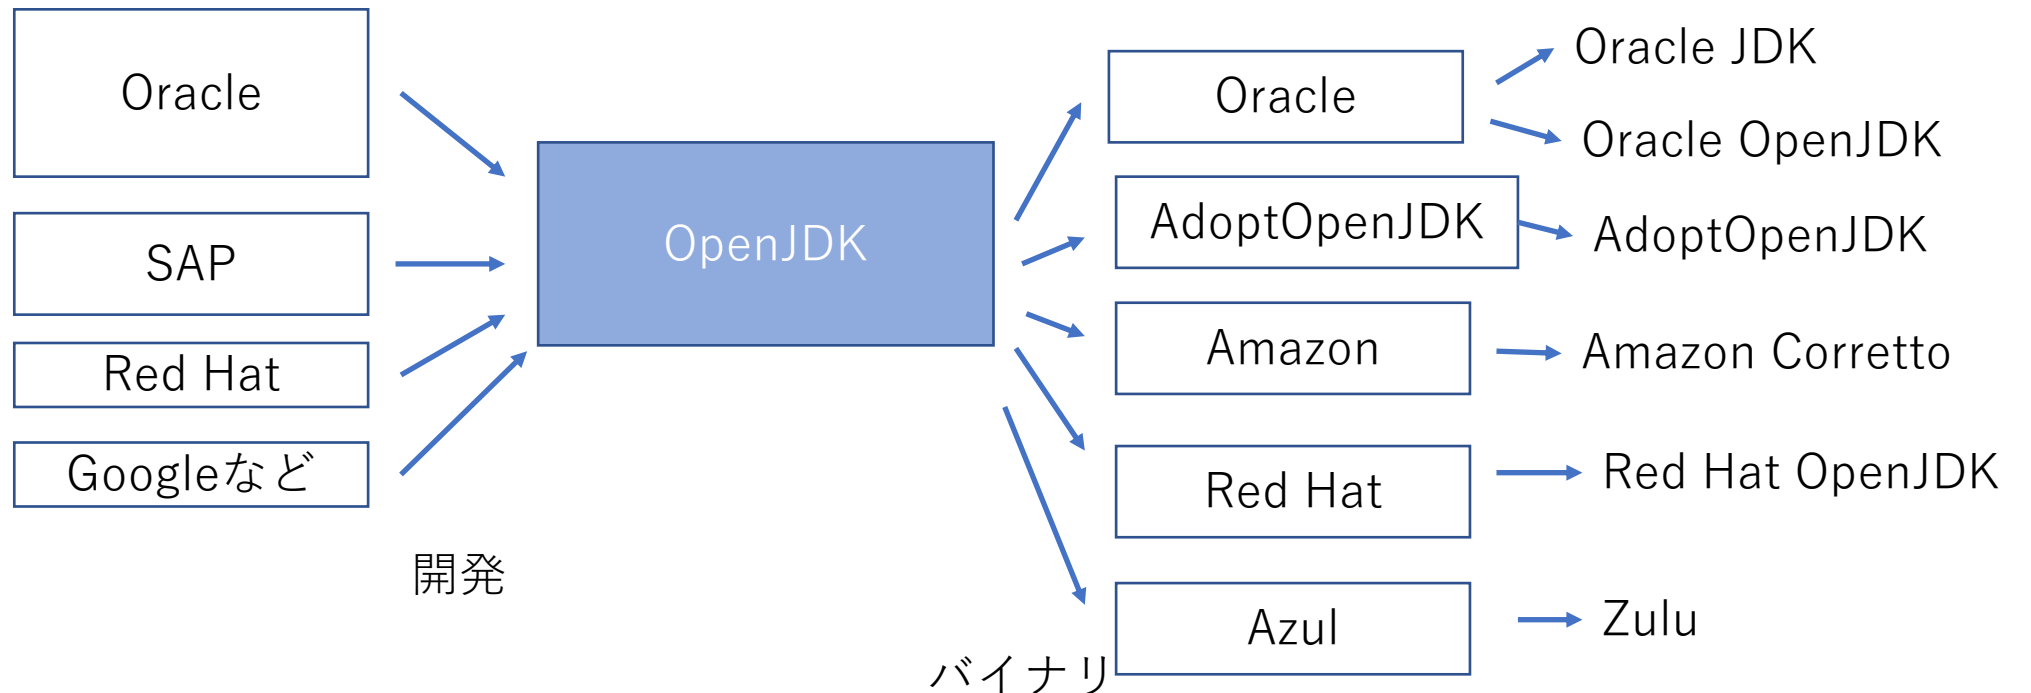 Oracle
SAP
Red Hat
Googleなど
開発
OpenJDK
バイナリ
Oracle
AdoptOpenJDK
Amazon
Red Hat
Azul
Oracle JDK
Oracle OpenJDK
AdoptOpenJDK
Amazon Corretto
Red Hat OpenJDK
Zulu